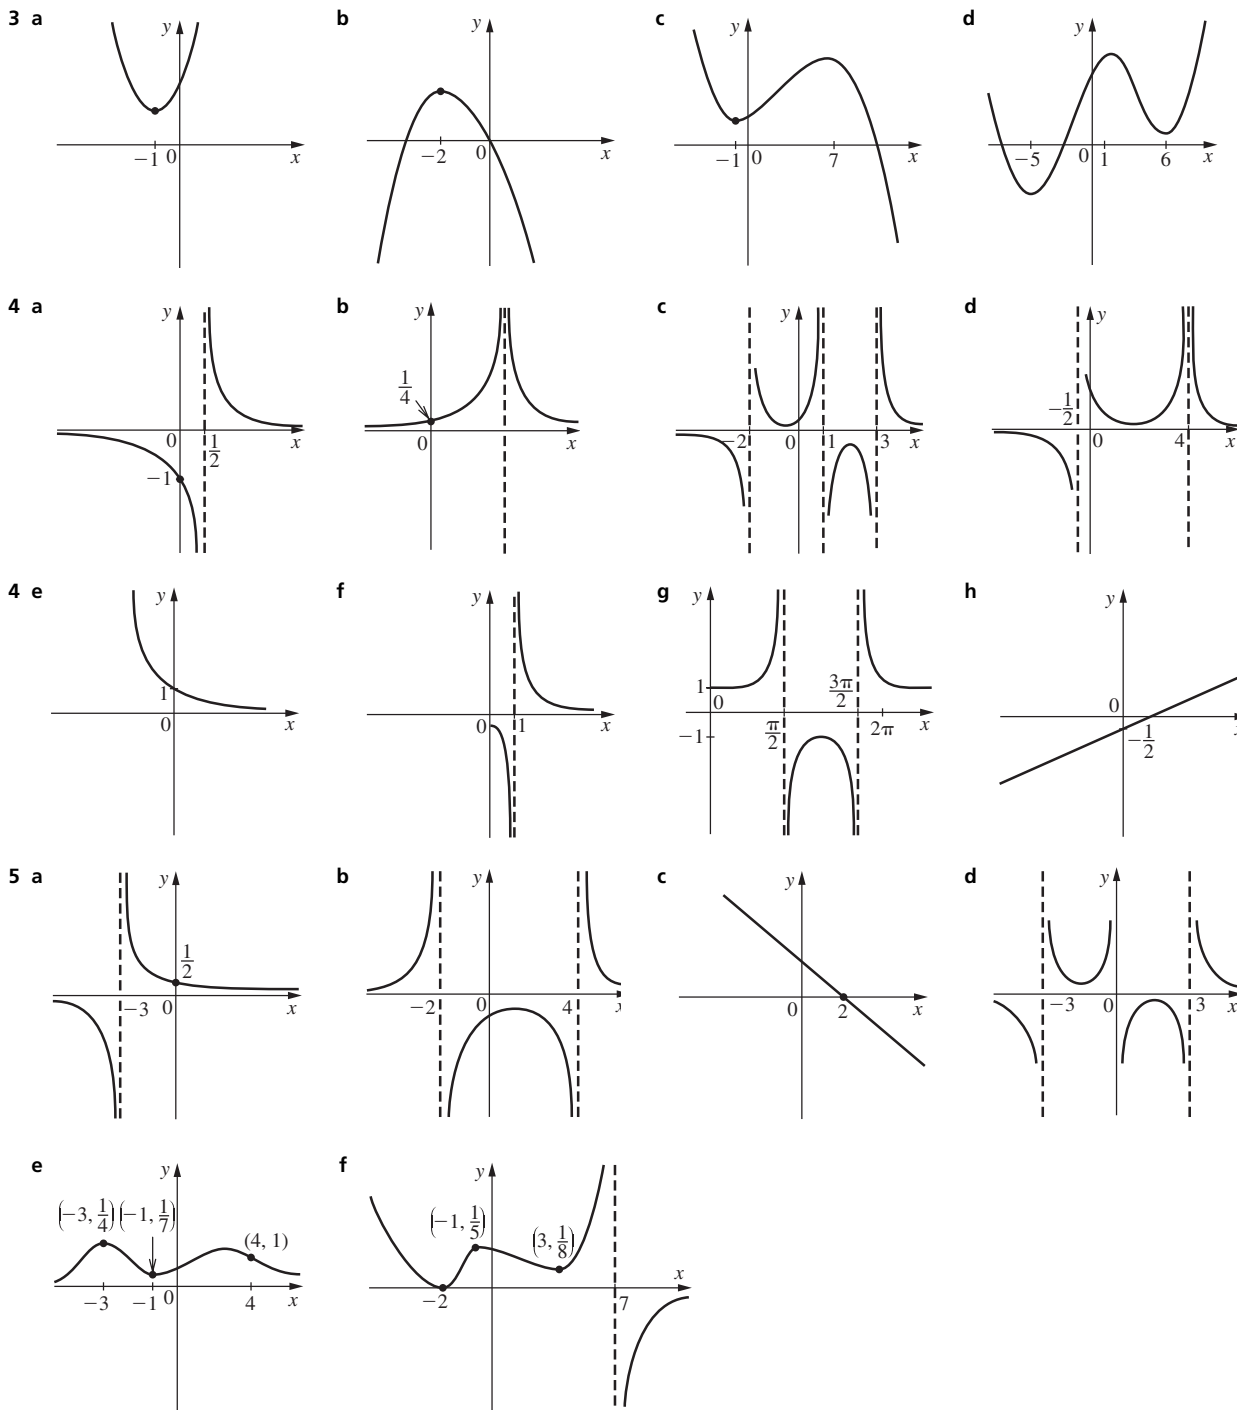 3 a b c d
y y y y
−1 0 x −2 0 x −1 0 7 x −5 0 1 6 x
4 a b c d
y y y y
0 1/2 x −1 1/4 0 x −2 0 1 3 x −1/2 0 4 x
4 e f g h
y y y y
1 0 x 0 1 x 1 0 −1 π/2 3π/2 2π x 0 −1/2
5 a b c d
y y y y
1/2 −3 0 x −2 0 4 0 2 x −3 0 3 x
e f
y y
(−3, 1/4) (−1, 1/7) (4, 1) (−1, 1/5) (3, 1/8) x
−3 −1 0 4 x −2 7